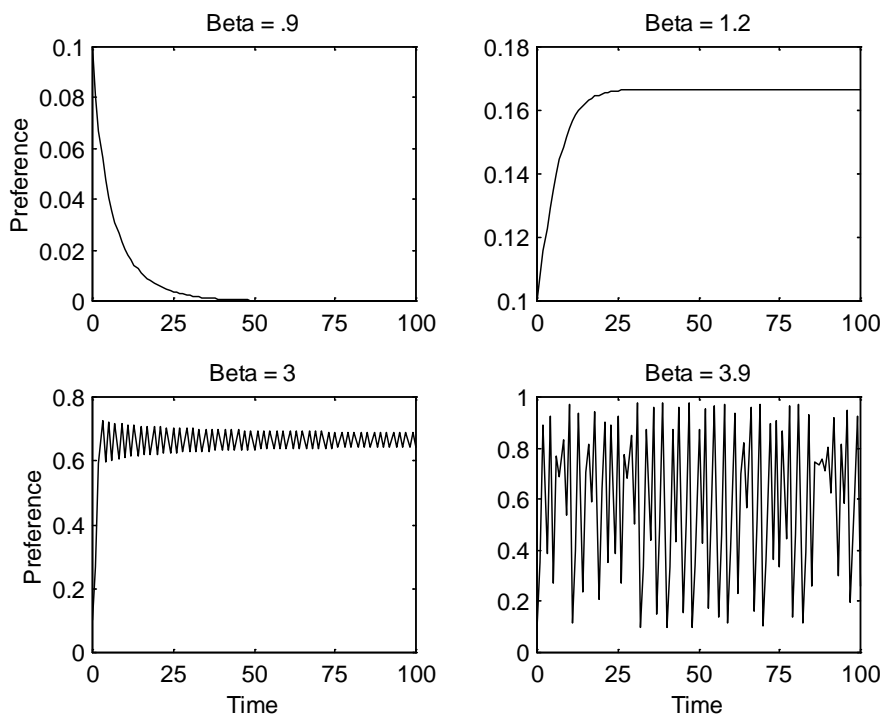 Beta = .9
0.1
0.08
0.06
0.04
0.02
0
Preference
0 25 50 75 100
Beta = 1.2
0.18
0.16
0.14
0.12
0.1
0 25 50 75 100
Beta = 3
0.8
0.6
0.4
0.2
0
Preference
0 25 50 75 100
Time
Beta = 3.9
1
0.8
0.6
0.4
0.2
0
0 25 50 75 100
Time